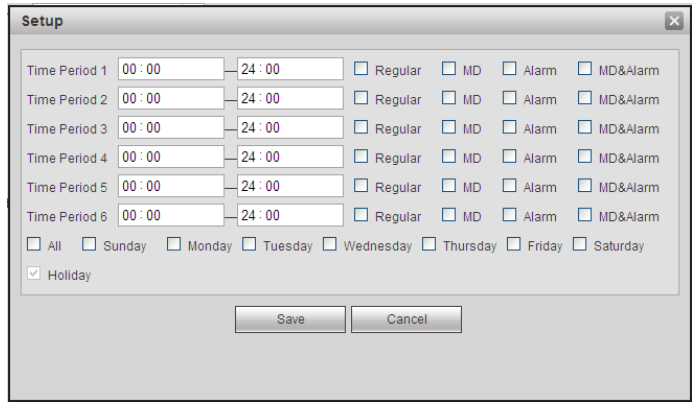 Setup
Time Period 1 00:00 — 24:00 Regular MD Alarm MD&Alarm
Time Period 2 00:00 — 24:00 Regular MD Alarm MD&Alarm
Time Period 3 00:00 — 24:00 Regular MD Alarm MD&Alarm
Time Period 4 00:00 — 24:00 Regular MD Alarm MD&Alarm
Time Period 5 00:00 — 24:00 Regular MD Alarm MD&Alarm
Time Period 6 00:00 — 24:00 Regular MD Alarm MD&Alarm
All Sunday Monday Tuesday Wednesday Thursday Friday Saturday
Holiday
Save Cancel